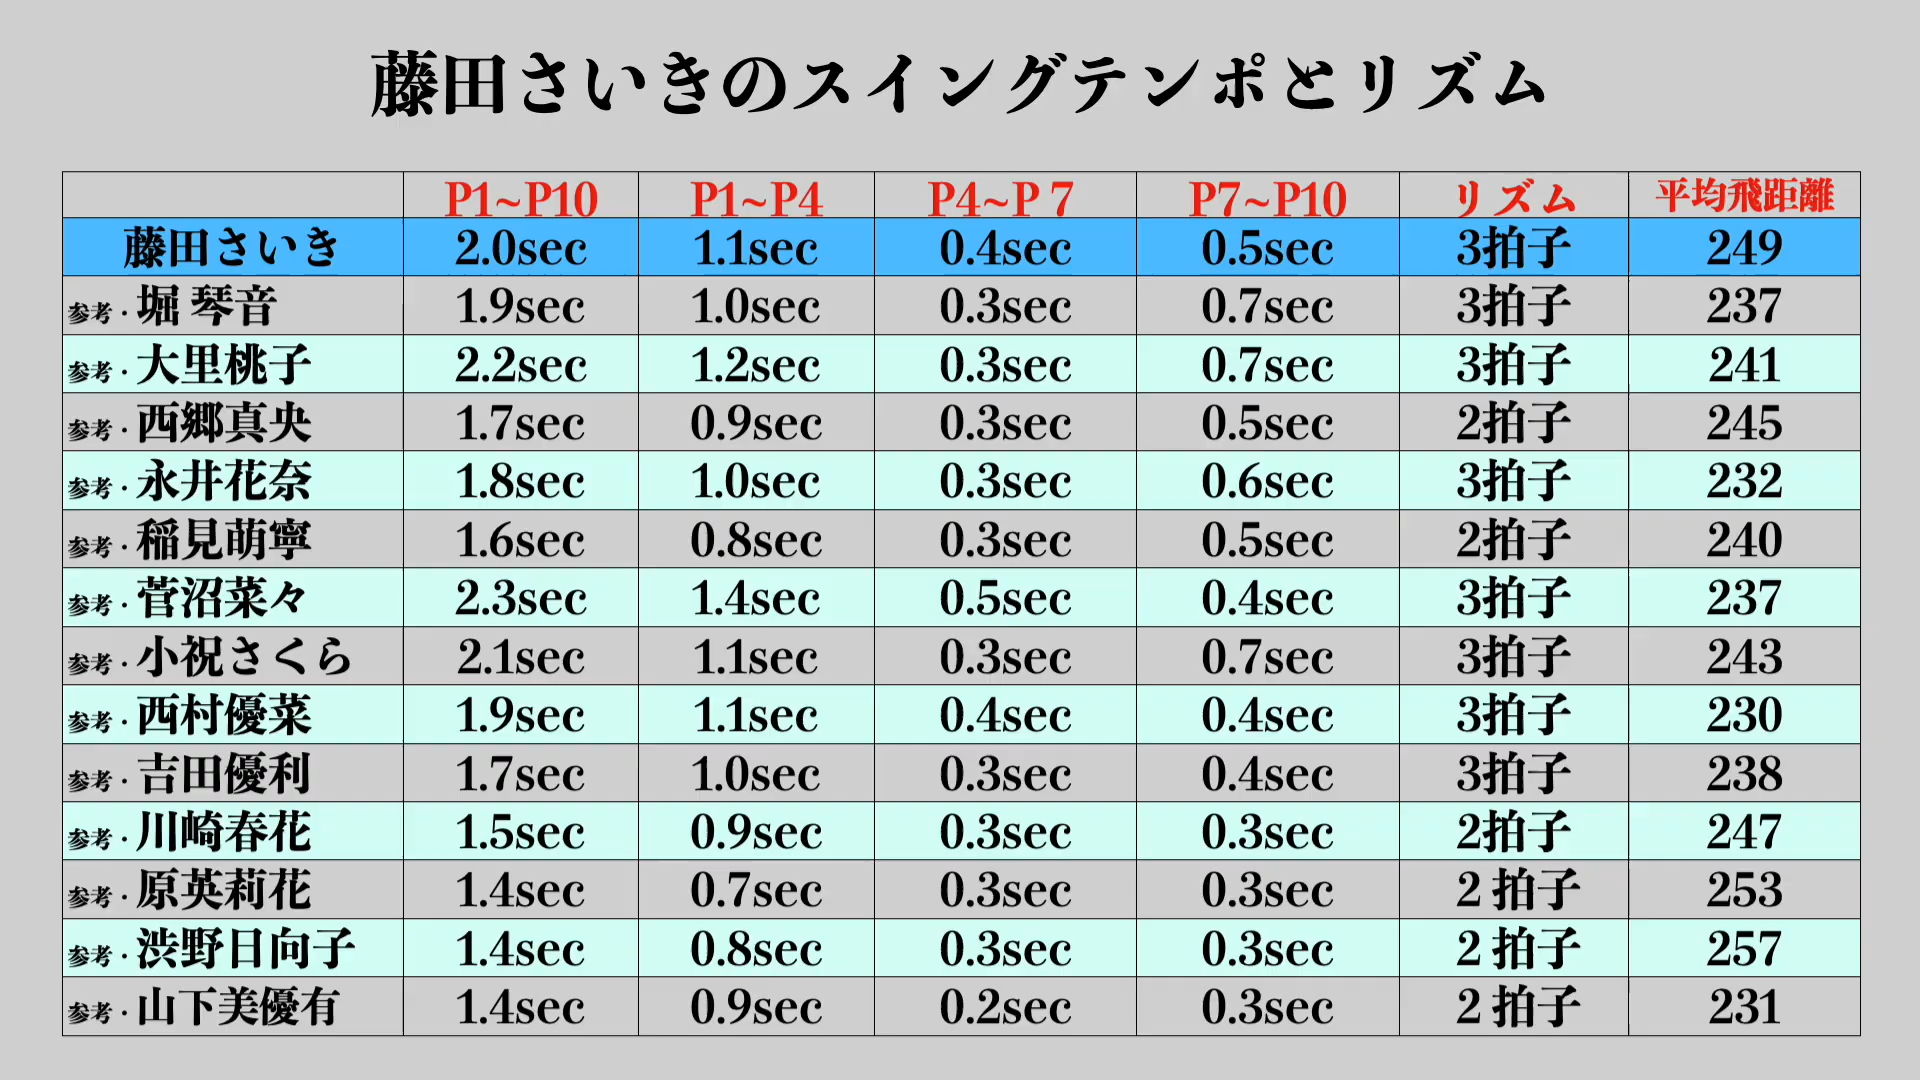 藤田さいきのスイングテンポとリズム
P1~P10 P1~P4 P4~P 7 P7~P10 リズム 平均飛距離
藤田さいき 2.0sec 1.1sec 0.4sec 0.5sec 3拍子 249
参考・堀 琴音 1.9sec 1.0sec 0.3sec 0.7sec 3拍子 237
参考・大里桃子 2.2sec 1.2sec 0.3sec 0.7sec 3拍子 241
参考・西郷真央 1.7sec 0.9sec 0.3sec 0.5sec 2拍子 245
参考・永井花奈 1.8sec 1.0sec 0.3sec 0.6sec 3拍子 232
参考・稲見萌寧 1.6sec 0.8sec 0.3sec 0.5sec 2拍子 240
参考・菅沼菜々 2.3sec 1.4sec 0.5sec 0.4sec 3拍子 237
参考・小祝さくら 2.1sec 1.1sec 0.3sec 0.7sec 3拍子 243
参考・西村優菜 1.9sec 1.1sec 0.4sec 0.4sec 3拍子 230
参考・吉田優利 1.7sec 1.0sec 0.3sec 0.4sec 3拍子 238
参考・川崎春花 1.5sec 0.9sec 0.3sec 0.3sec 2拍子 247
参考・原英莉花 1.4sec 0.7sec 0.3sec 0.3sec 2 拍子 253
参考・渋野日向子 1.4sec 0.8sec 0.3sec 0.3sec 2 拍子 257
参考・山下美優有 1.4sec 0.9sec 0.2sec 0.3sec 2 拍子 231